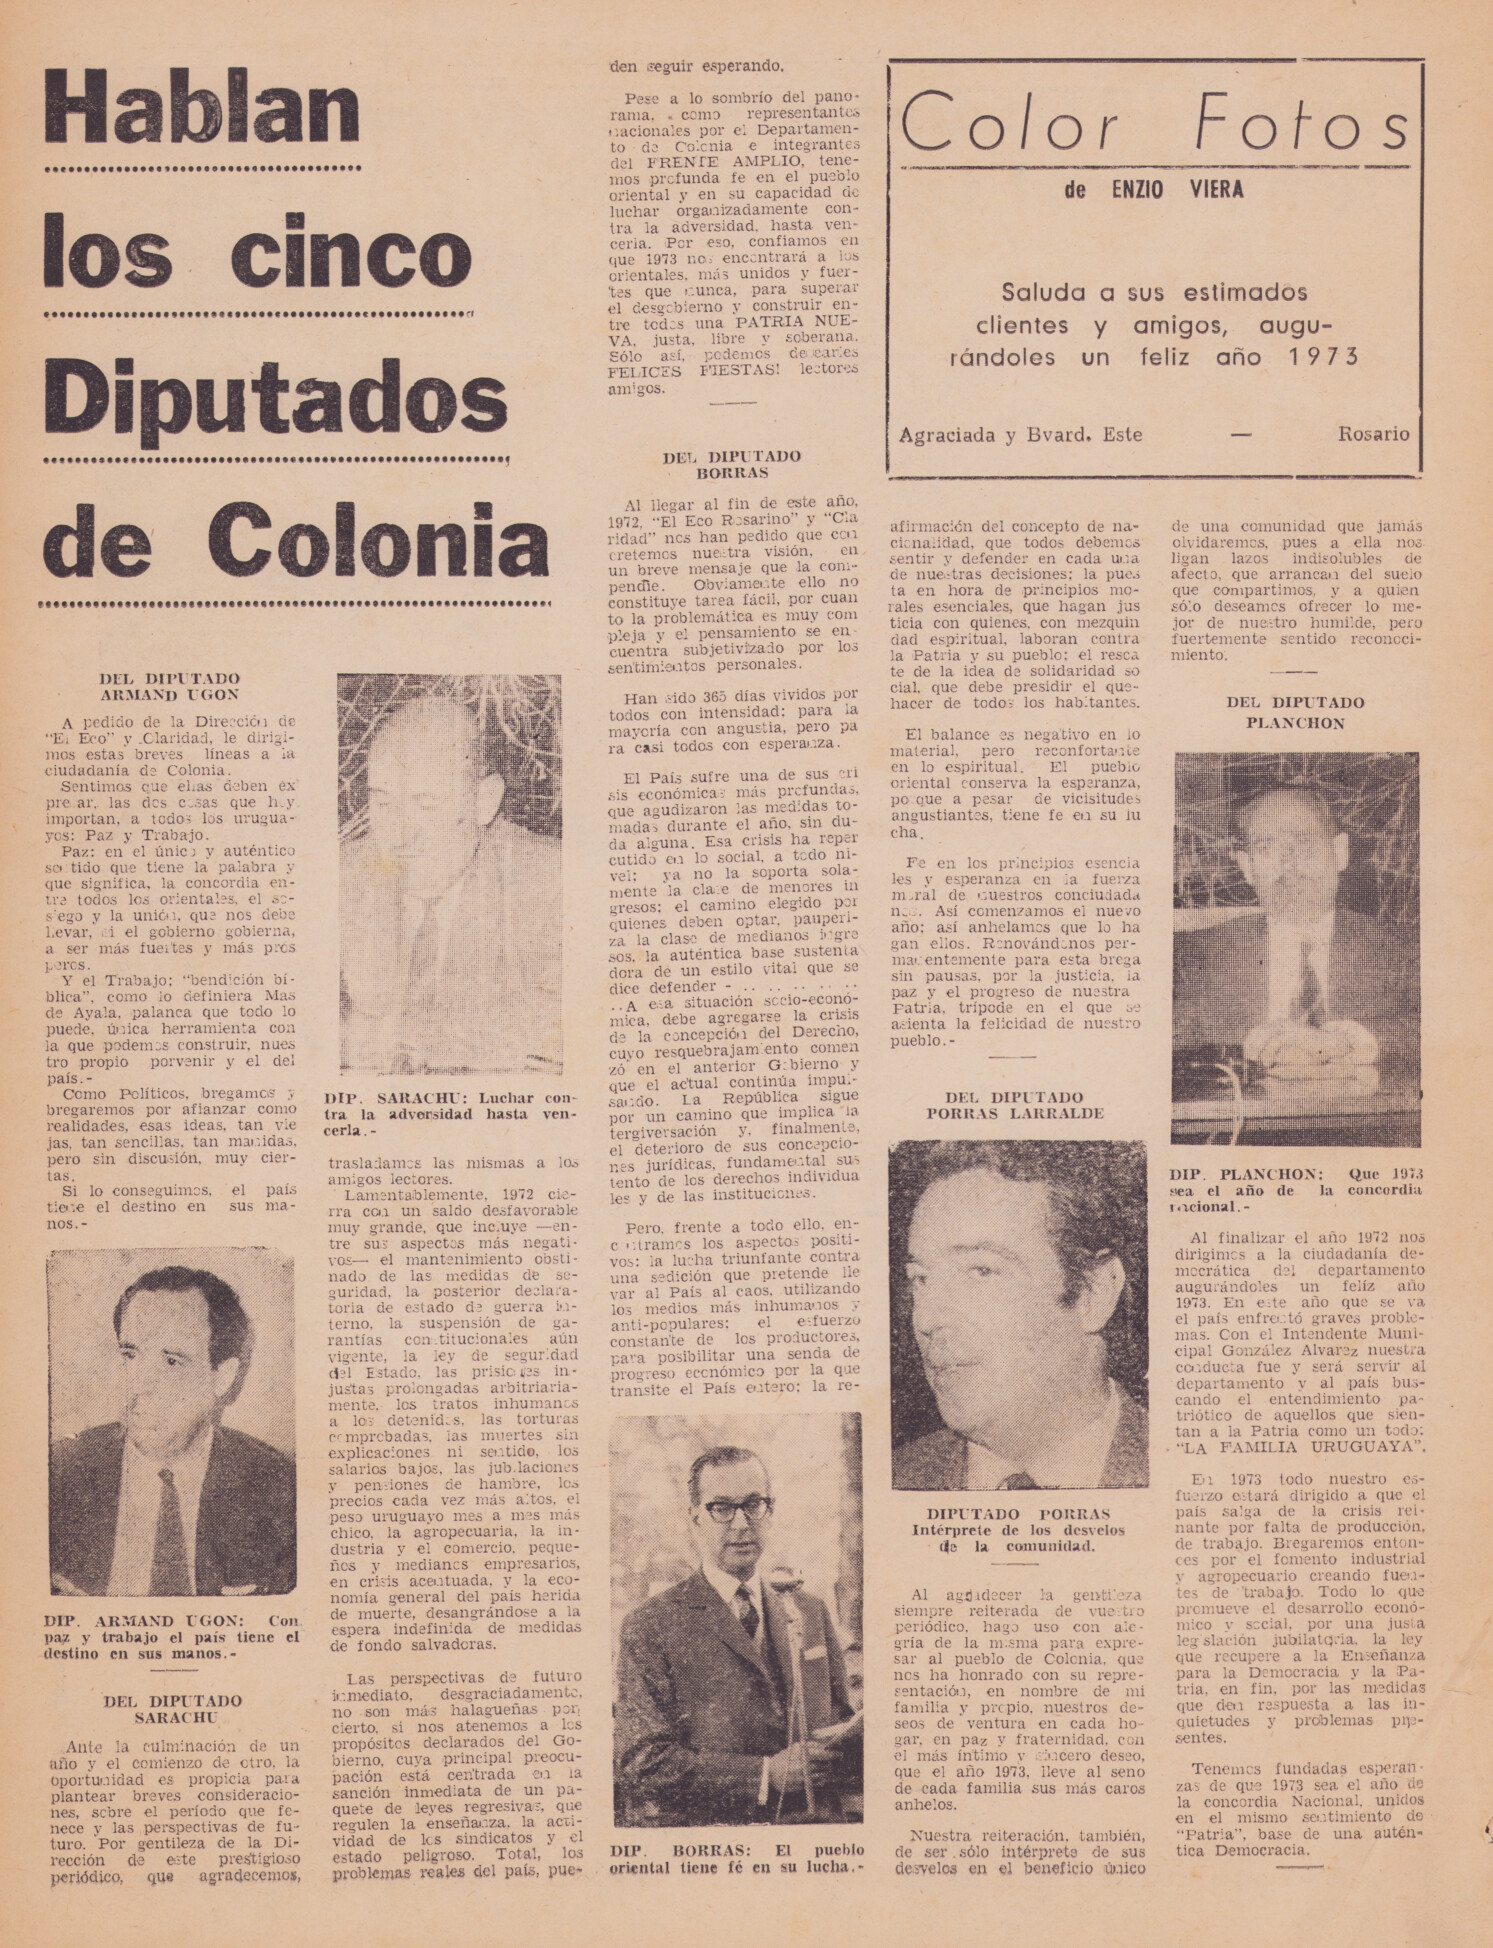 Hablan
los cinco
Diputados
de Colonia
DEL DIPUTADO
ARMAND UGON
A pedido de la Dirección de
"El Eco" y Claridad, le dirigi-
mos estas breves líneas a la
ciudadanía de Colonia.
Sentimos que ellas deben ex
presar, las dos cosas que hoy
importan, a todos los urugua-
yos: Paz y Trabajo.
Paz: en el único y auténtico
sentido que tiene la palabra y
que significa, la concordia en-
tre todos los orientales, el so-
siego y la unión, que nos debe
llevar, si el gobierno gobierna,
a ser más fuertes y más pros
peros.
Y el Trabajo: "bendición bí-
blica", como lo definiera Mas
de Ayala, palanca que todo lo
puede, única herramienta con
la que podemos construir, nues
tro propio porvenir y el del
país.-
Como Políticos, bregamos y
bregaremos por afianzar como
realidades, esas ideas, tan vie
jas, tan sencillas, tan manidas,
pero sin discusión, muy cier-
tas.
Si lo conseguimos, el país
tiene el destino en sus ma-
nos.-
DIP. ARMAND UGON: Con
paz y trabajo el país tiene el
destino en sus manos.-
DEL DIPUTADO
SARACHU
Ante la culminación de un
año y el comienzo de otro, la
oportunidad es propicia para
plantear breves consideracio-
nes, sobre el período que fe-
nece y las perspectivas de fu-
turo. Por gentileza de la Di-
rección de este prestigioso
periódico, que agradecemos,
DIP. SARACHU: Luchar con-
tra la adversidad hasta ven-
cerla.-
trasladamos las mismas a los
amigos lectores.
Lamentablemente, 1972 cie-
rra con un saldo desfavorable
muy grande, que incluye —en-
tre sus aspectos más negati-
vos— el mantenimiento obsti-
nado de las medidas de se-
guridad, la posterior declara-
toria de estado de guerra in-
terno, la suspensión de ga-
rantías constitucionales aún
vigente, la ley de seguridad
del Estado, las prisiones in-
justas prolongadas arbitriaria-
mente, los tratos inhumanos
a los detenidos, las torturas
comprobadas, las muertes sin
explicaciones ni sentido, los
salarios bajos, las jubilaciones
y pensiones de hambre, los
precios cada vez más altos, el
peso uruguayo mes a mes más
chico, la agropecuaria, la in-
dustria y el comercio, peque-
ños y medianos empresarios,
en crisis acentuada, y la eco-
nomía general del país herida
de muerte, desangrándose a la
espera indefinida de medidas
de fondo salvadoras.
Las perspectivas de futuro
inmediato, desgraciadamente,
no son más halagueñas por
cierto, si nos atenemos a los
propósitos declarados del Go-
bierno, cuya principal preocu-
pación está centrada en la
sanción inmediata de un pa-
quete de leyes regresivas, que
regulen la enseñanza, la acti-
vidad de los sindicatos y el
estado peligroso. Total, los
problemas reales del país, pue-
den seguir esperando.
Pese a lo sombrío del pano-
rama, como representantes
nacionales por el Departamen-
to de Colonia e integrantes
del FRENTE AMPLIO, tene-
mos profunda fe en el pueblo
oriental y en su capacidad de
luchar organizadamente con-
tra la adversidad, hasta ven-
cerla. Por eso, confiamos en
que 1973 nos encontrará a los
orientales, más unidos y fuer-
tes que nunca, para superar
el desgobierno y construir en-
tre todos una PATRIA NUE-
VA, justa, libre y soberana.
Sólo así, podemos desearles
FELICES FIESTAS! lectores
amigos.
DEL DIPUTADO
BORRAS
Al llegar al fin de este año,
1972, "El Eco Rosarino" y "Cla
ridad" nos han pedido que con
cretemos nuestra visión, en
un breve mensaje que la com-
pendie. Obviamente ello no
constituye tarea fácil, por cuan
to la problemática es muy com
pleja y el pensamiento se en-
cuentra subjetivizado por los
sentimientos personales.
Han sido 365 días vividos por
todos con intensidad: para la
mayoría con angustia, pero pa
ra casi todos con esperanza.
El País sufre una de sus cri
sis económicas más profundas,
que agudizaron las medidas to-
madas durante el año, sin du-
da alguna. Esa crisis ha reper
cutido en lo social, a todo ni-
vel: ya no la soporta sola-
mente la clase de menores in
gresos; el camino elegido por
quienes deben optar, pauperi-
za la clase de medianos ingre
sos, la auténtica base sustenta
dora de un estilo vital que se
dice defender - .. .. .. .. ..
..A esa situación socio-econó-
mica, debe agregarse la crisis
de la concepción del Derecho,
cuyo resquebrajamiento comen
zó en el anterior Gobierno y
que el actual continúa impul-
sando. La República sigue
por un camino que implica la
tergiversación y, finalmente,
el deterioro de sus concepcio-
nes jurídicas, fundamental sus
tento de los derechos individua
les y de las instituciones.
Pero, frente a todo ello, en-
contramos los aspectos positi-
vos: la lucha triunfante contra
una sedición que pretende lle
var al País al caos, utilizando
los medios más inhumanos y
anti-populares; el esfuerzo
constante de los productores,
para posibilitar una senda de
progreso económico por la que
transite el País entero; la re-
DIP. BORRAS: El pueblo
oriental tiene fé en su lucha.-
Color Fotos
de ENZIO VIERA
Saluda a sus estimados
clientes y amigos, augu-
rándoles un feliz año 1973
Agraciada y Bvard. Este — Rosario
afirmación del concepto de na-
cionalidad, que todos debemos
sentir y defender en cada una
de nuestras decisiones; la pues
ta en hora de principios mo-
rales esenciales, que hagan jus
ticia con quienes, con mezquin
dad espiritual, laboran contra
la Patria y su pueblo; el resca
te de la idea de solidaridad so
cial, que debe presidir el que-
hacer de todos los habitantes.
El balance es negativo en lo
material, pero reconfortante
en lo espiritual. El pueblo
oriental conserva la esperanza,
porque a pesar de vicisitudes
angustiantes, tiene fe en su lu
cha.
Fe en los principios esencia
les y esperanza en la fuerza
moral de nuestros conciudada
nos. Así comenzamos el nuevo
año; así anhelamos que lo ha
gan ellos. Renovándonos per-
manentemente para esta brega
sin pausas, por la justicia, la
paz y el progreso de nuestra
Patria, trípode en el que se
asienta la felicidad de nuestro
pueblo.-
DEL DIPUTADO
PORRAS LARRALDE
DIPUTADO PORRAS
Intérprete de los desvelos
de la comunidad.
Al agradecer la gentileza
siempre reiterada de vuestro
periódico, hago uso con ale-
gría de la misma para expre-
sar al pueblo de Colonia, que
nos ha honrado con su repre-
sentación, en nombre de mi
familia y propio, nuestros de-
seos de ventura en cada ho-
gar, en paz y fraternidad, con
el más íntimo y sincero deseo,
que el año 1973, lleve al seno
de cada familia sus más caros
anhelos.
Nuestra reiteración, también,
de ser sólo intérprete de sus
desvelos en el beneficio único
de una comunidad que jamás
olvidaremos, pues a ella nos
ligan lazos indisolubles de
afecto, que arrancan del suelo
que compartimos, y a quien
sólo deseamos ofrecer lo me-
jor de nuestro humilde, pero
fuertemente sentido reconoci-
miento.
DEL DIPUTADO
PLANCHON
DIP. PLANCHON: Que 1973
sea el año de la concordia
nacional.-
Al finalizar el año 1972 nos
dirigimos a la ciudadanía de-
mocrática del departamento
augurándoles un feliz año
1973. En este año que se va
el país enfrentó graves proble-
mas. Con el Intendente Muni-
cipal González Alvarez nuestra
conducta fue y será servir al
departamento y al país bus-
cando el entendimiento pa-
triótico de aquellos que sien-
tan a la Patria como un todo:
"LA FAMILIA URUGUAYA".
En 1973 todo nuestro es-
fuerzo estará dirigido a que el
país salga de la crisis rei-
nante por falta de producción,
de trabajo. Bregaremos enton-
ces por el fomento industrial
y agropecuario creando fuen-
tes de trabajo. Todo lo que
promueve el desarrollo econó-
mico y social, por una justa
legislación jubilatoria, la ley
que recupere a la Enseñanza
para la Democracia y la Pa-
tria, en fin, por las medidas
que den respuesta a las in-
quietudes y problemas pre-
sentes.
Tenemos fundadas esperan-
zas de que 1973 sea el año de
la concordia Nacional, unidos
en el mismo sentimiento de
"Patria", base de una autén-
tica Democracia.